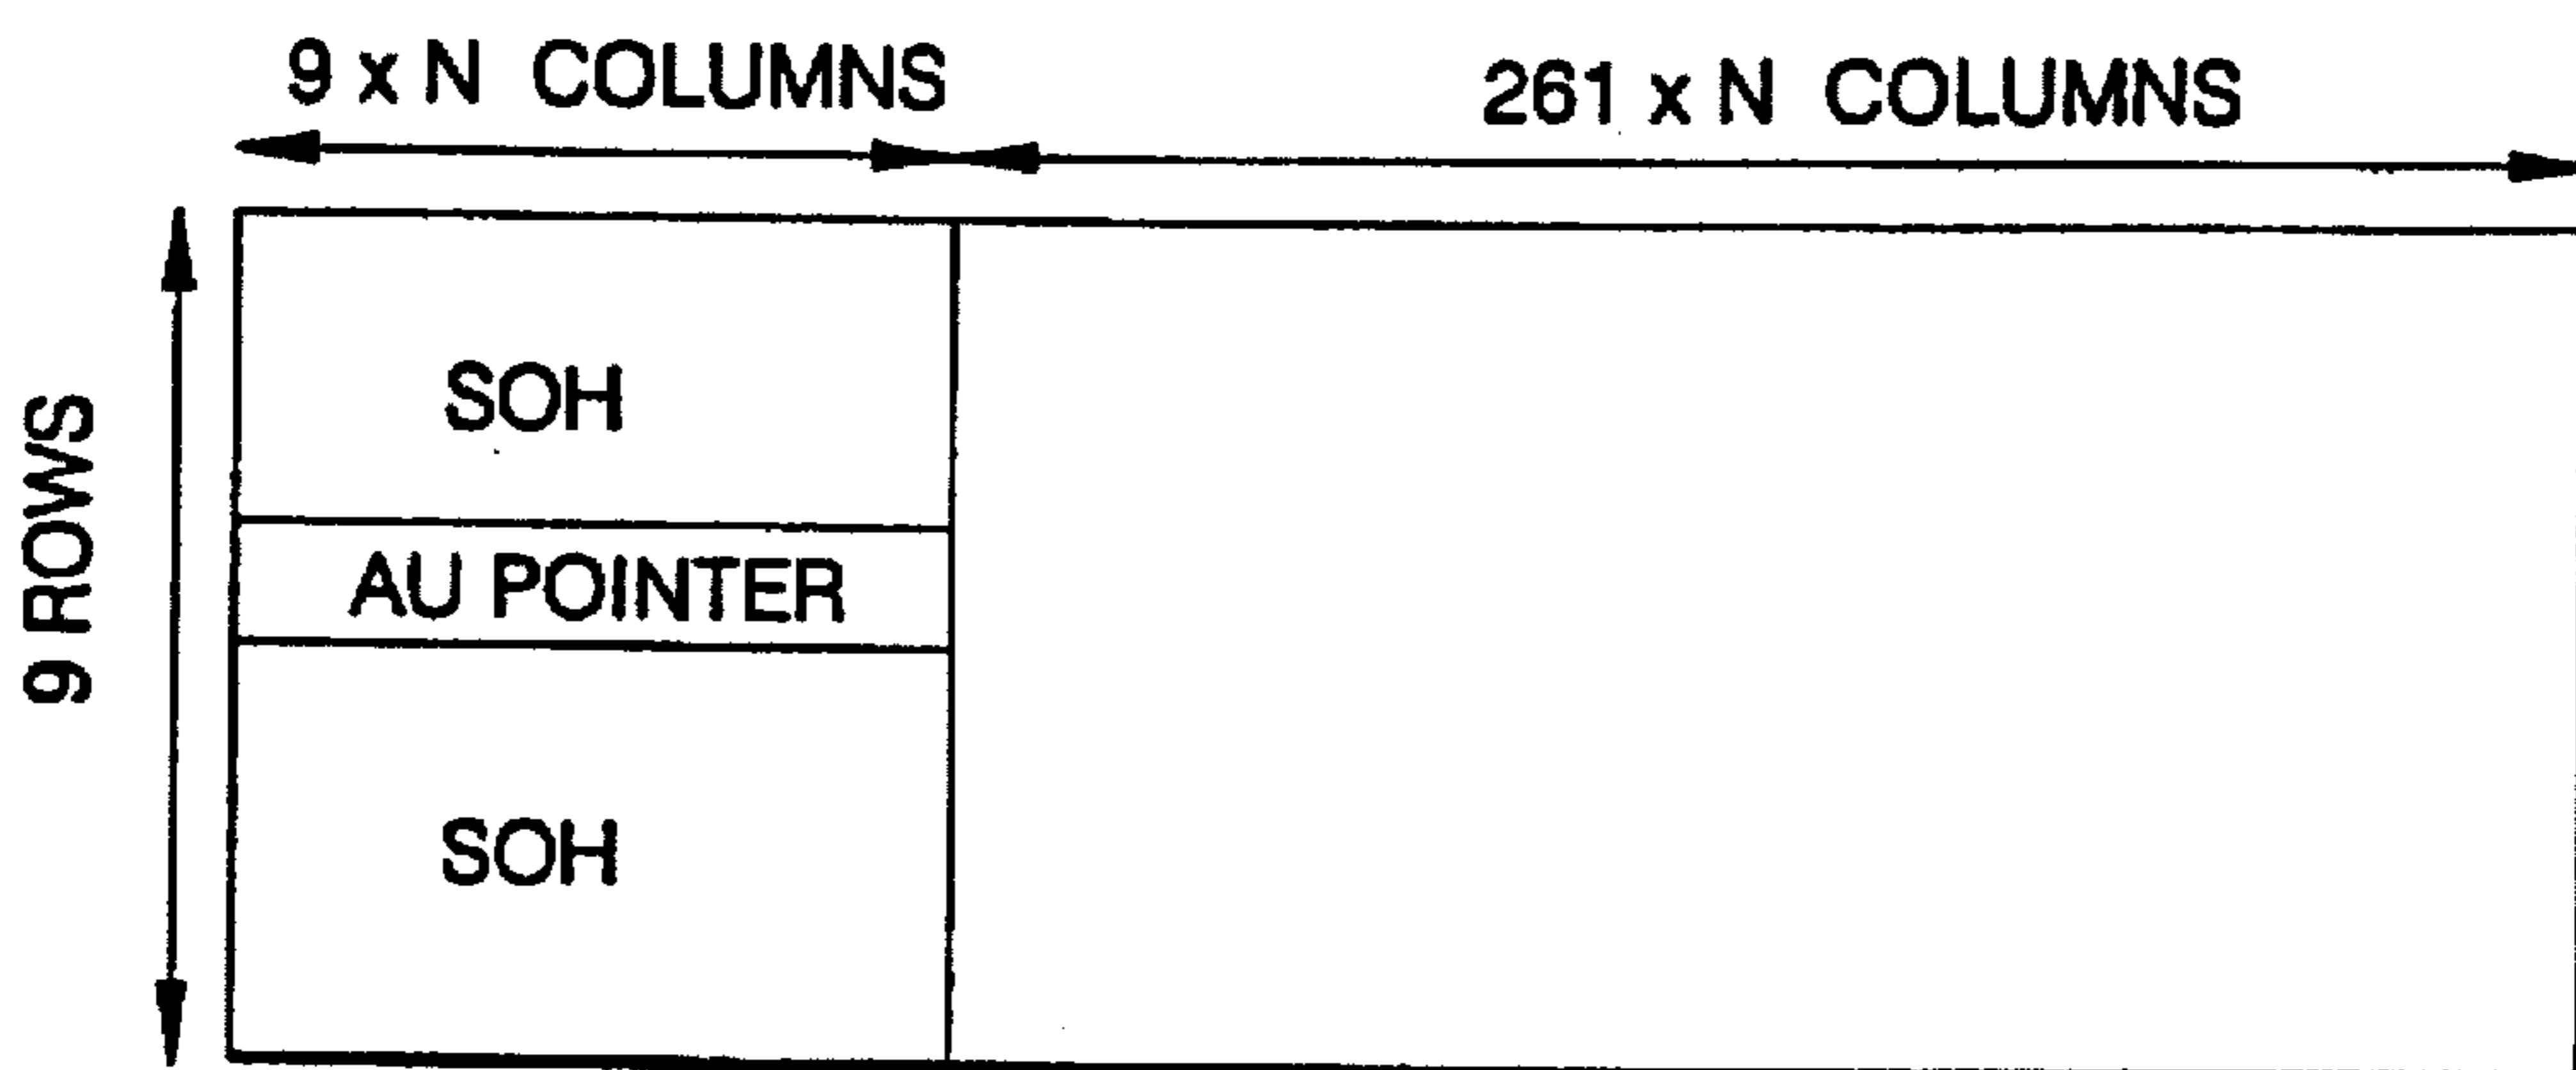 9 x N COLUMNS
261 x N COLUMNS
9 ROWS
SOH
AU POINTER
SOH